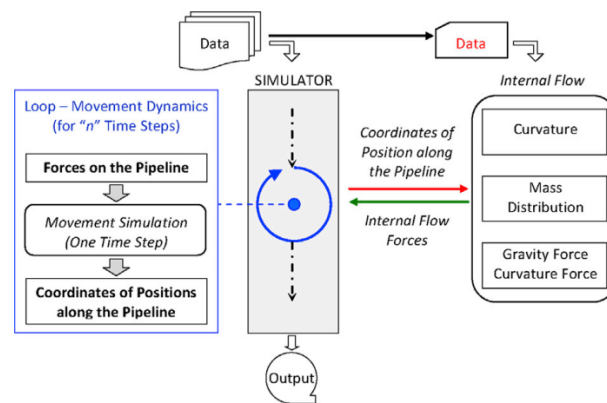 Data
Data
SIMULATOR
Internal Flow
Loop – Movement Dynamics
(for “n” Time Steps)
Forces on the Pipeline
Movement Simulation
(One Time Step)
Coordinates of Positions
along the Pipeline
Coordinates of
Position along
the Pipeline
Internal Flow
Forces
Curvature
Mass
Distribution
Gravity Force
Curvature Force
Output